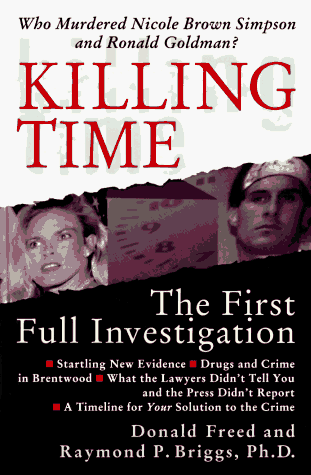 Who Murdered Nicole Brown Simpson
and Ronald Goldman?
KILLING
TIME
The First
Full Investigation
■ Startling New Evidence ■ Drugs and Crime
in Brentwood ■ What the Lawyers Didn't Tell You
and the Press Didn't Report
■ A Timeline for Your Solution to the Crime
Donald Freed and
Raymond P. Briggs, Ph.D.